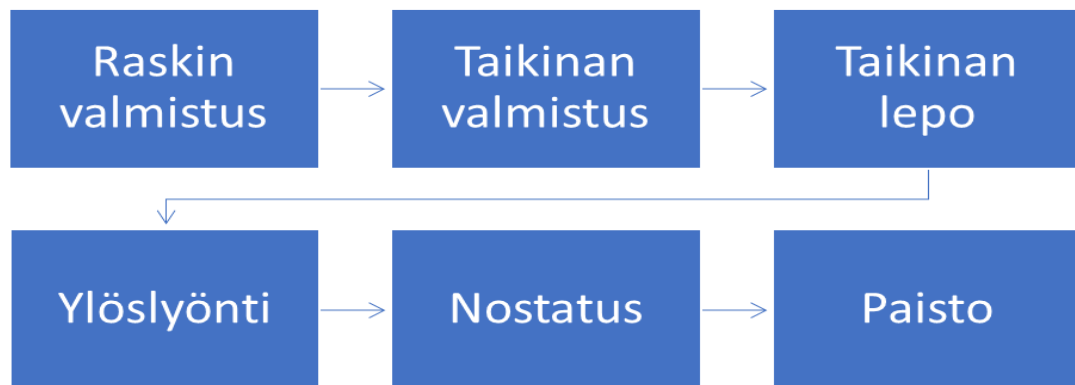 Raskin
valmistus
Taikinan
valmistus
Taikinan
lepo
Ylöslyönti
Nostatus
Paisto